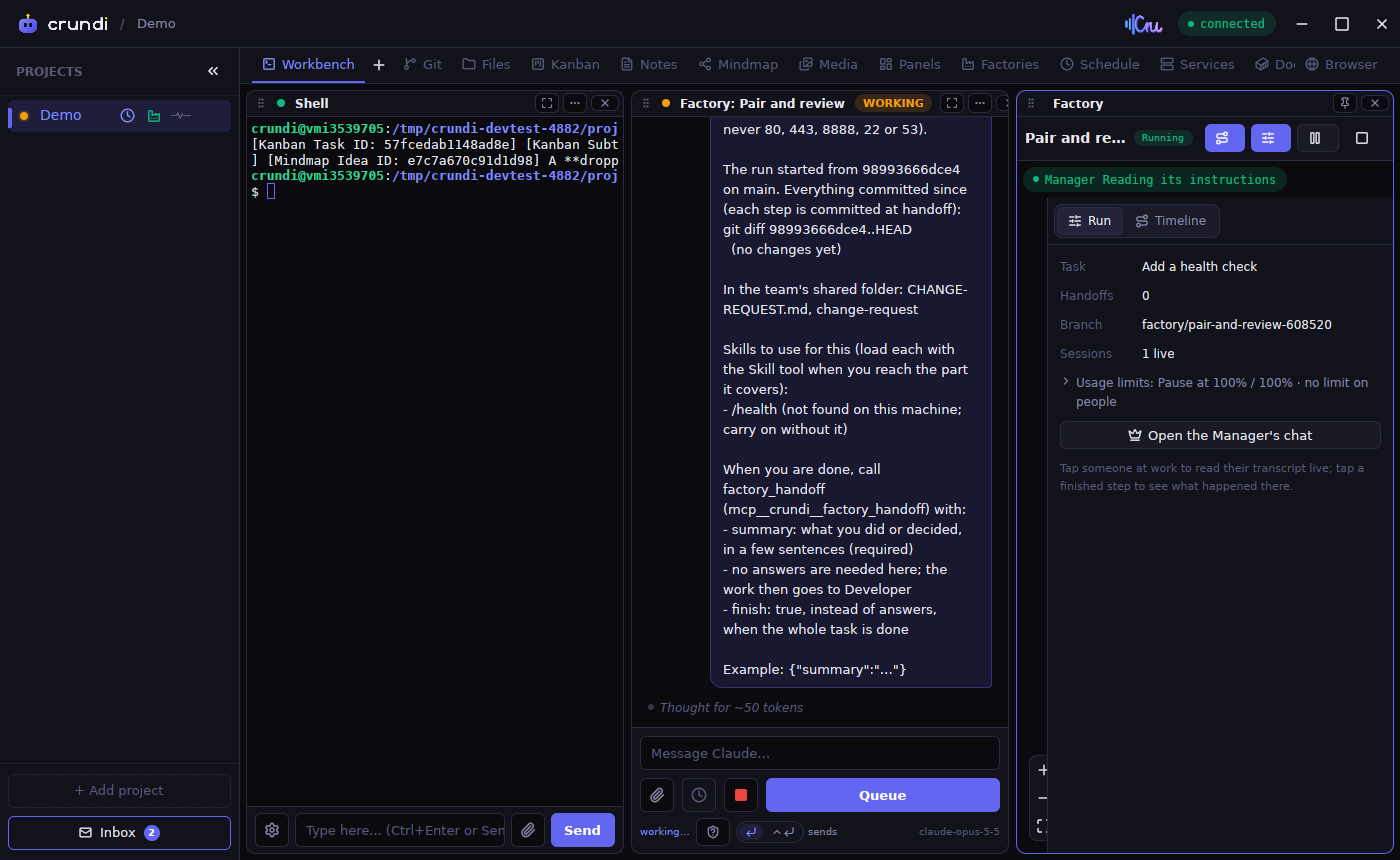 crundi / Demo
Cru
connected
PROJECTS
Workbench
Git
Files
Kanban
Notes
Mindmap
Media
Panels
Factories
Schedule
Services
Browser
Demo
+ Add project
Inbox 2
Shell
crundi@vmi3539705:/tmp/crundi-devtest-4882/proj
[Kanban Task ID: 57fcedab1148ad8e] [Kanban Subt
] [Mindmap Idea ID: e7c7a670c91d1d98] A **dropp
crundi@vmi3539705:/tmp/crundi-devtest-4882/proj
$
Type here... (Ctrl+Enter or Sen
Send
Factory: Pair and review WORKING
never 80, 443, 8888, 22 or 53).
The run started from 98993666dce4
on main. Everything committed since
(each step is committed at handoff):
git diff 98993666dce4..HEAD
(no changes yet)
In the team's shared folder: CHANGE-
REQUEST.md, change-request
Skills to use for this (load each with
the Skill tool when you reach the part
it covers):
- /health (not found on this machine;
carry on without it)
When you are done, call
factory_handoff
(mcp__crundi__factory_handoff) with:
- summary: what you did or decided,
in a few sentences (required)
- no answers are needed here; the
work then goes to Developer
- finish: true, instead of answers,
when the whole task is done
Example: {"summary":"..."}
Thought for ~50 tokens
Message Claude...
Queue
working...
sends
claude-opus-5-5
Factory
Pair and re... Running
Manager Reading its instructions
Run
Timeline
Task Add a health check
Handoffs 0
Branch factory/pair-and-review-608520
Sessions 1 live
Usage limits: Pause at 100% / 100% · no limit on
people
Open the Manager's chat
Tap someone at work to read their transcript live; tap a
finished step to see what happened there.